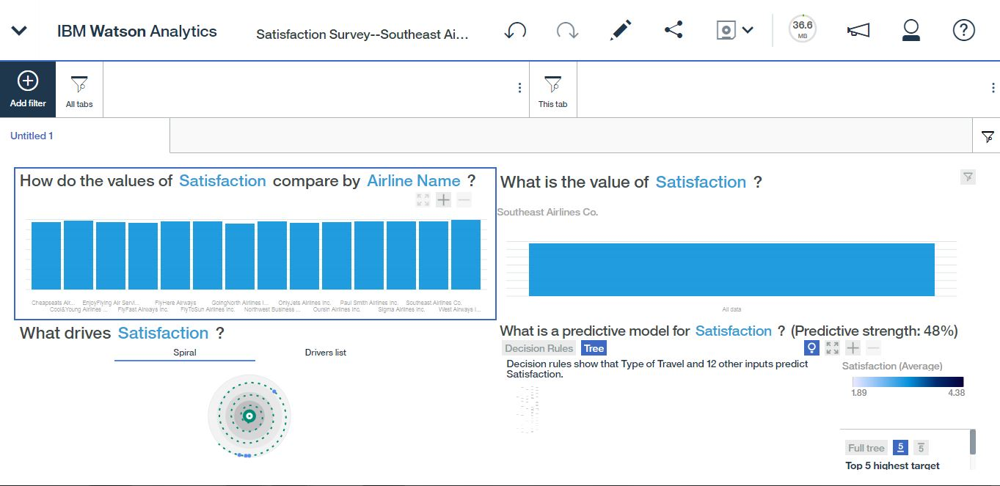 IBM Watson Analytics
Satisfaction Survey--Southeast Ai...
36.6
MB
?
Add filter
All tabs
This tab
Untitled 1
How do the values of Satisfaction compare by Airline Name ?
Cheapseats Air...
EnjoyFlying Air Servi...
FlyHere Airways
GoingNorth Airlines I...
OnlyJets Airlines Inc.
Paul Smith Airlines Inc.
Southeast Airlines Co.
Cool&Young Airlines ...
FlyFast Airways Inc.
FlyToSun Airlines Inc.
Northwest Business ...
Oursin Airlines Inc.
Sigma Airlines Inc.
West Airways I...
What is the value of Satisfaction ?
Southeast Airlines Co.
All data
What drives Satisfaction ?
Spiral
Drivers list
What is a predictive model for Satisfaction ? (Predictive strength: 48%)
Decision Rules
Tree
Decision rules show that Type of Travel and 12 other inputs predict
Satisfaction.
Satisfaction (Average)
1.89
4.38
Full tree
5
5
Top 5 highest target